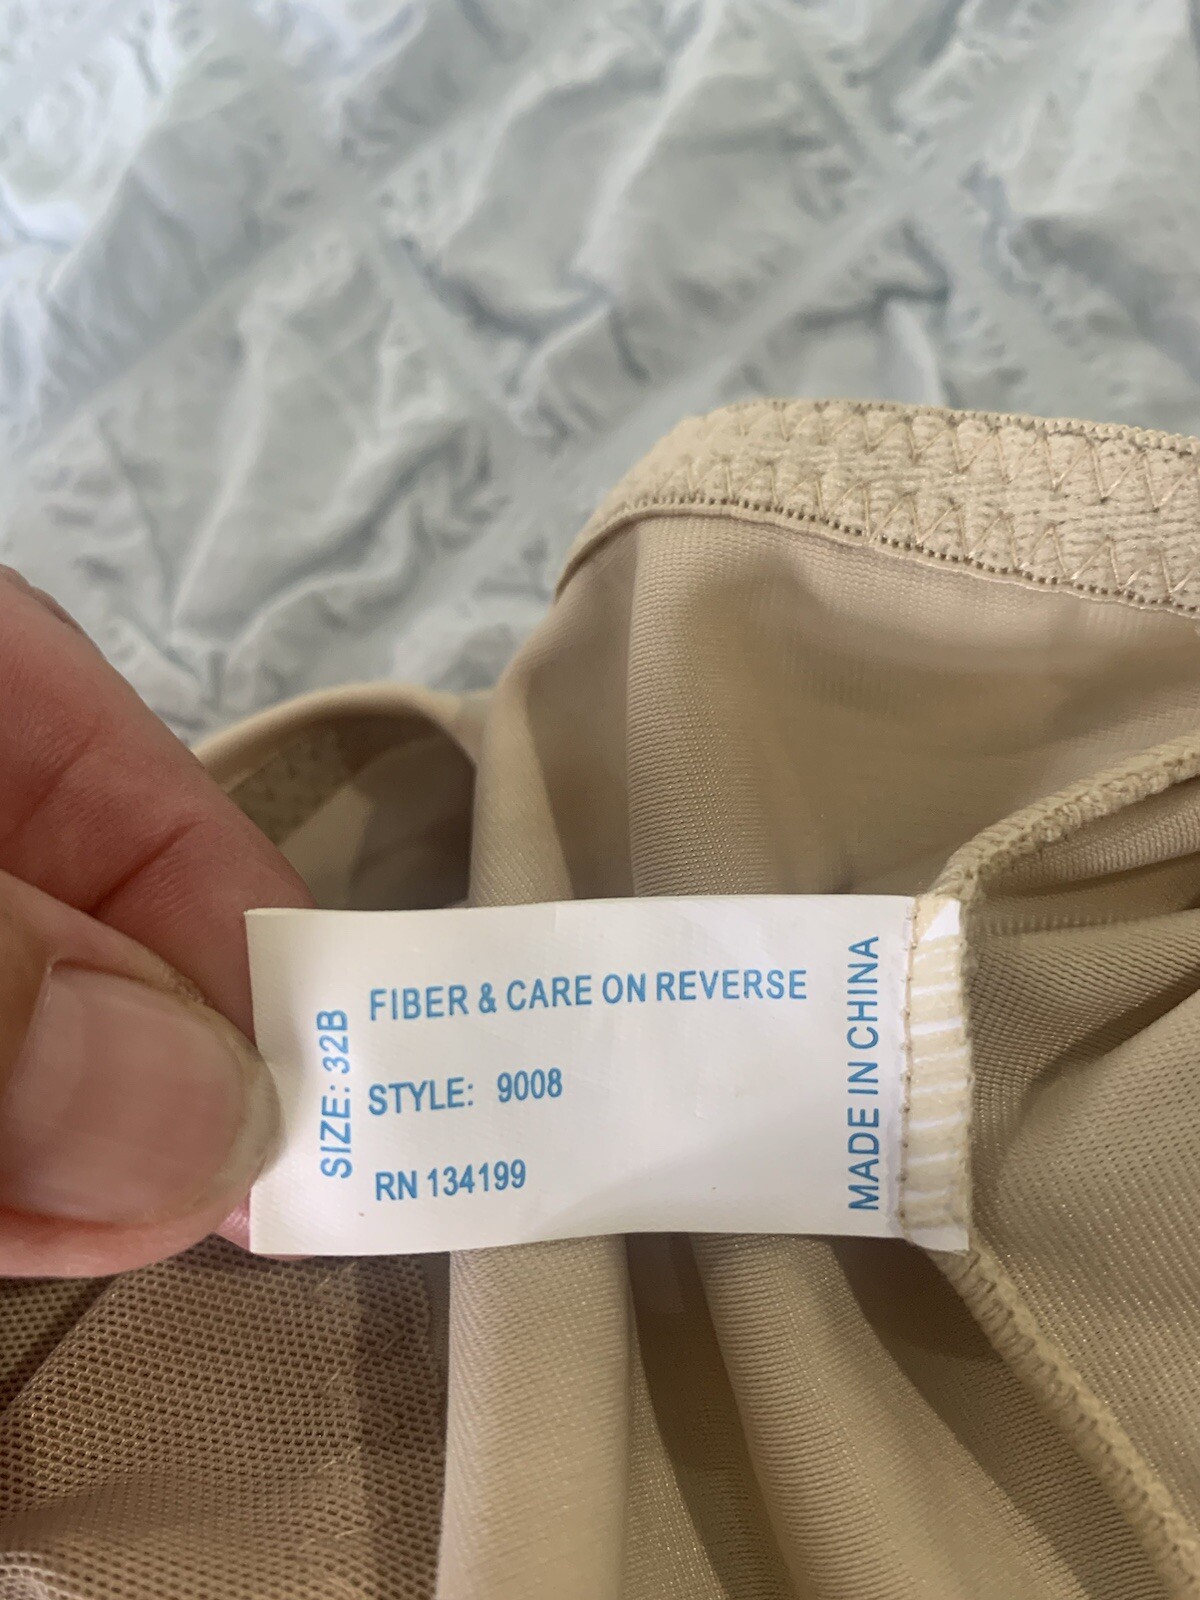 FIBER & CARE ON REVERSE
STYLE: 9008
RN 134199
SIZE: 32B
MADE IN CHINA